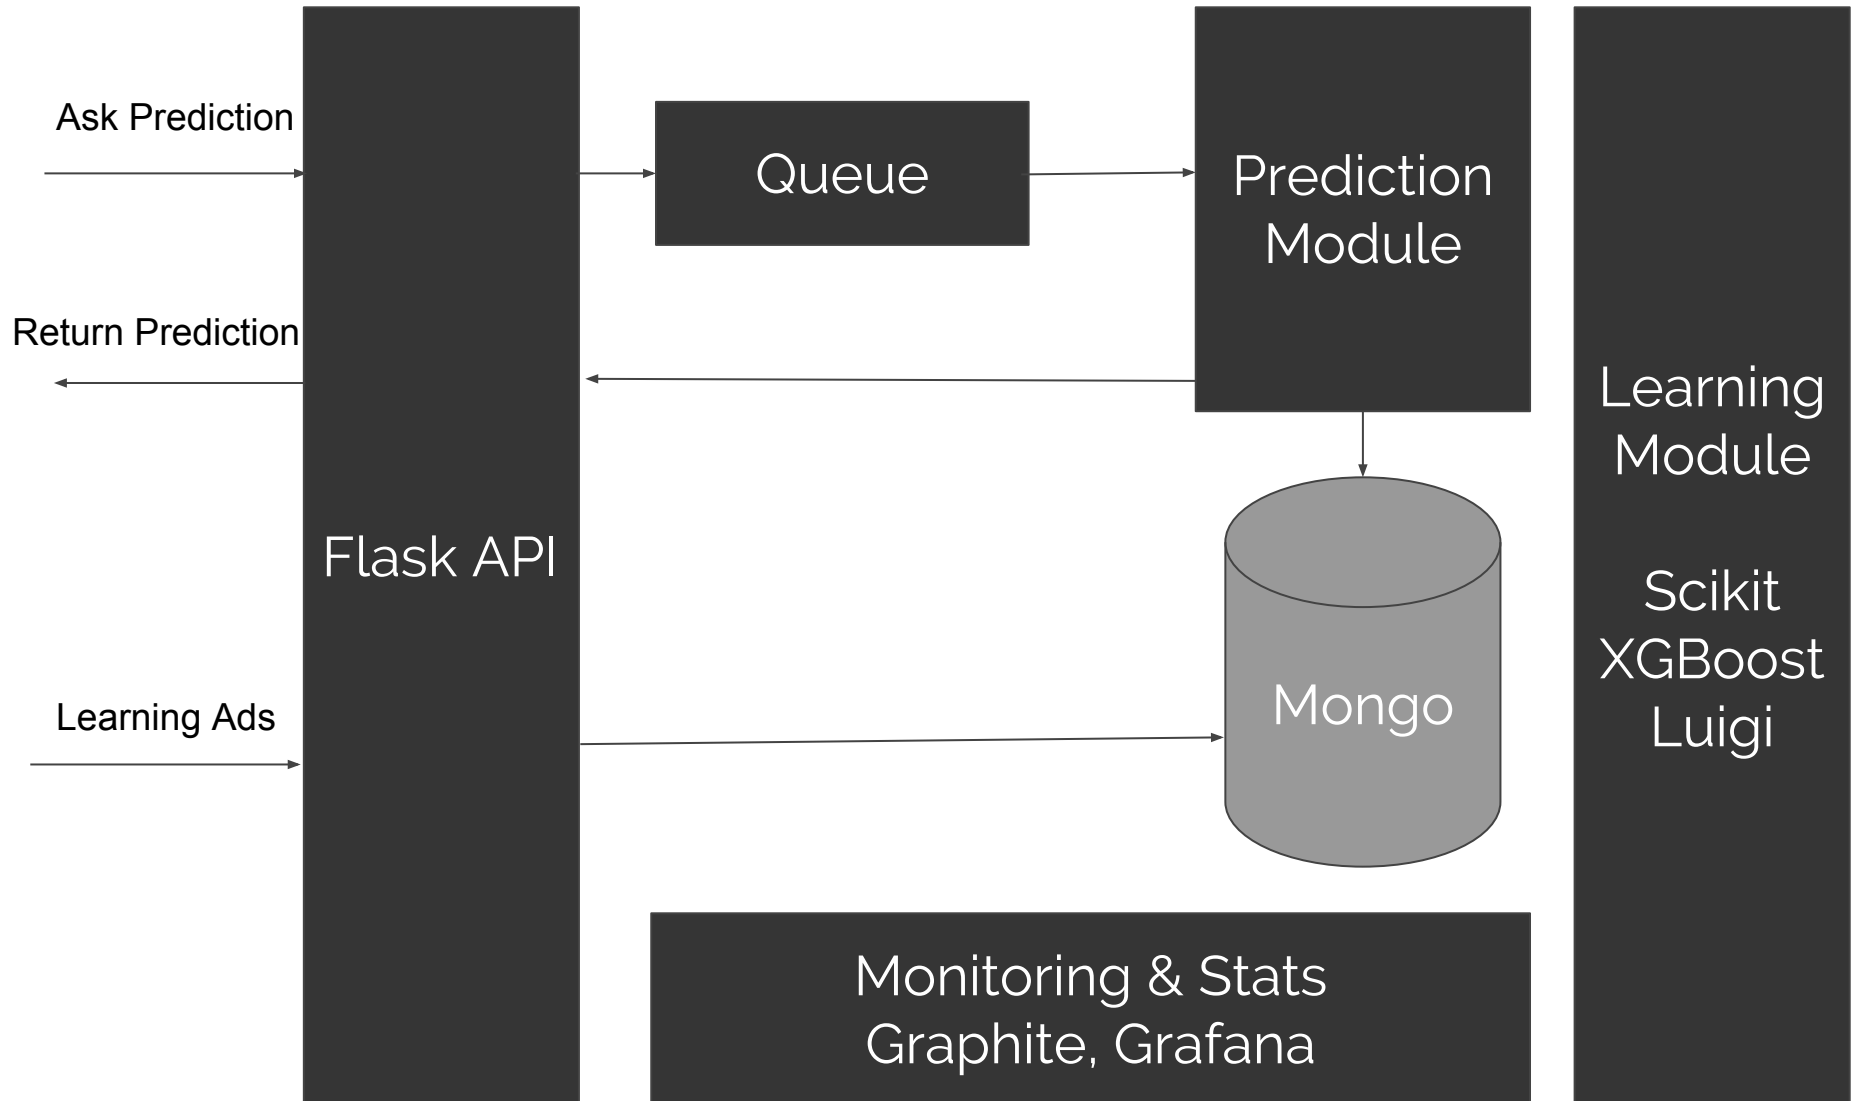 Ask Prediction
Return Prediction
Learning Ads
Flask API
Queue
Prediction
Module
Mongo
Monitoring & Stats
Graphite, Grafana
Learning
Module
Scikit
XGBoost
Luigi